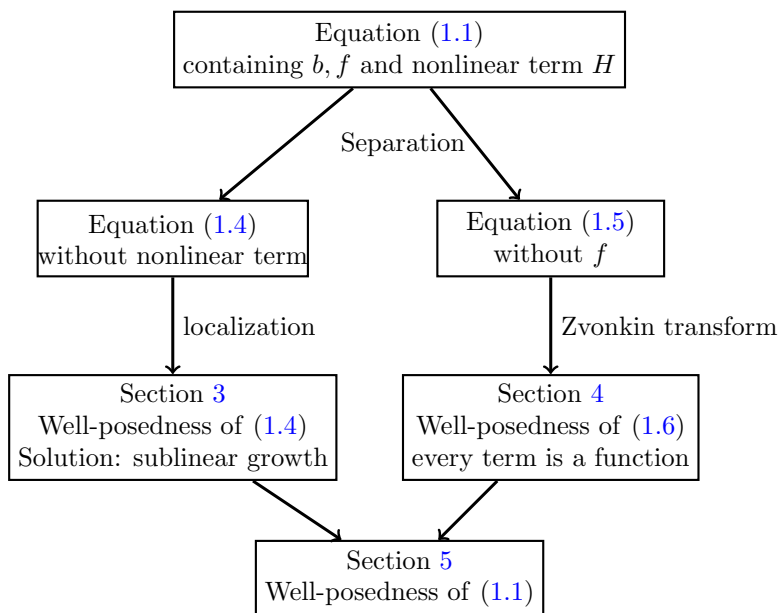 Equation (1.1)
containing b, f and nonlinear term H
Separation
Equation (1.4)
without nonlinear term
Equation (1.5)
without f
localization
Zvonkin transform
Section 3
Well-posedness of (1.4)
Solution: sublinear growth
Section 4
Well-posedness of (1.6)
every term is a function
Section 5
Well-posedness of (1.1)